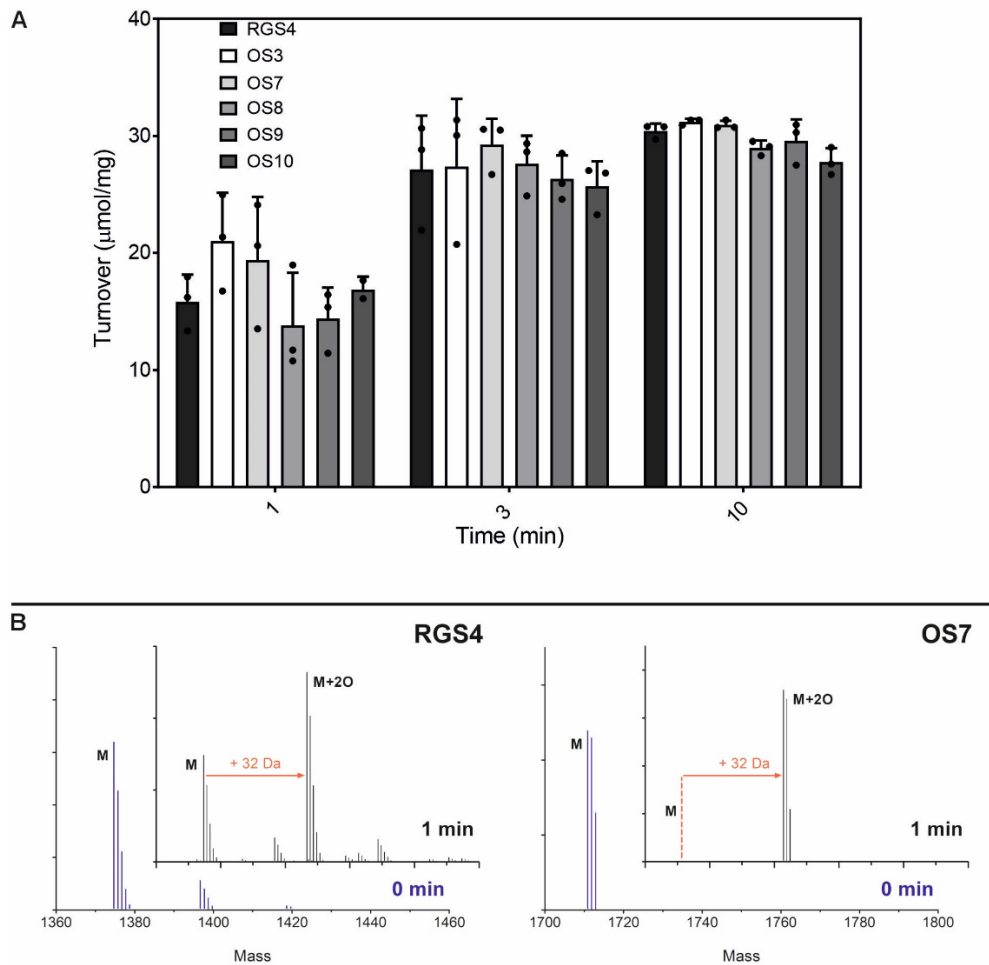 A
RGS4
OS3
OS7
OS8
OS9
OS10
40
30
20
10
0
Turnover (μmol/mg)
1
3
10
Time (min)
B
RGS4
M
M
+ 32 Da
M+2O
1 min
0 min
1360
1380
1400
1420
1440
1460
Mass
OS7
M
M
+ 32 Da
M+2O
1 min
0 min
1700
1720
1740
1760
1780
1800
Mass